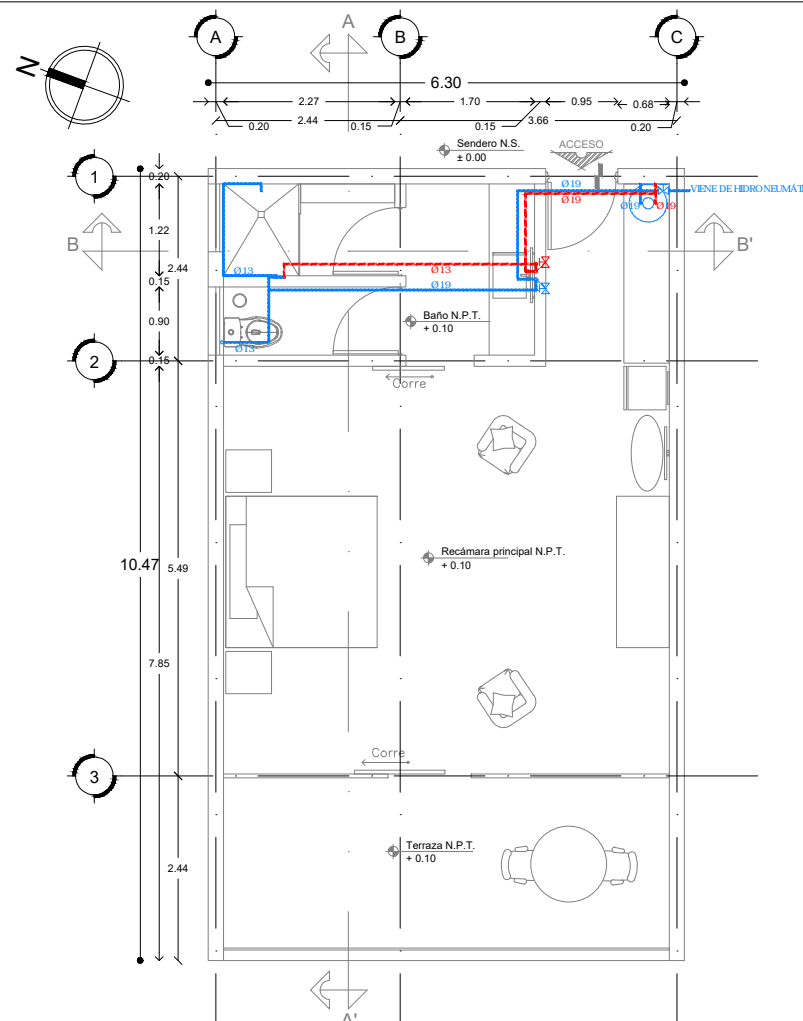 A
A
B
C
N
6.30
2.27
1.70
0.95
0.68
2.44
3.66
0.20
0.15
0.15
0.20
Sendero N.S.
± 0.00
ACCESO
1
0.20
Ø19
VIENE DE HIDRONEUMÁT
Ø19
Ø19
Ø19
1.22
B
B'
2.44
Ø13
Ø13
0.15
Ø19
0.90
Baño N.P.T.
+ 0.10
Ø13
2
0.15
Corre
Recámara principal N.P.T.
+ 0.10
10.47
5.49
7.85
Corre
3
Terraza N.P.T.
+ 0.10
2.44
A'